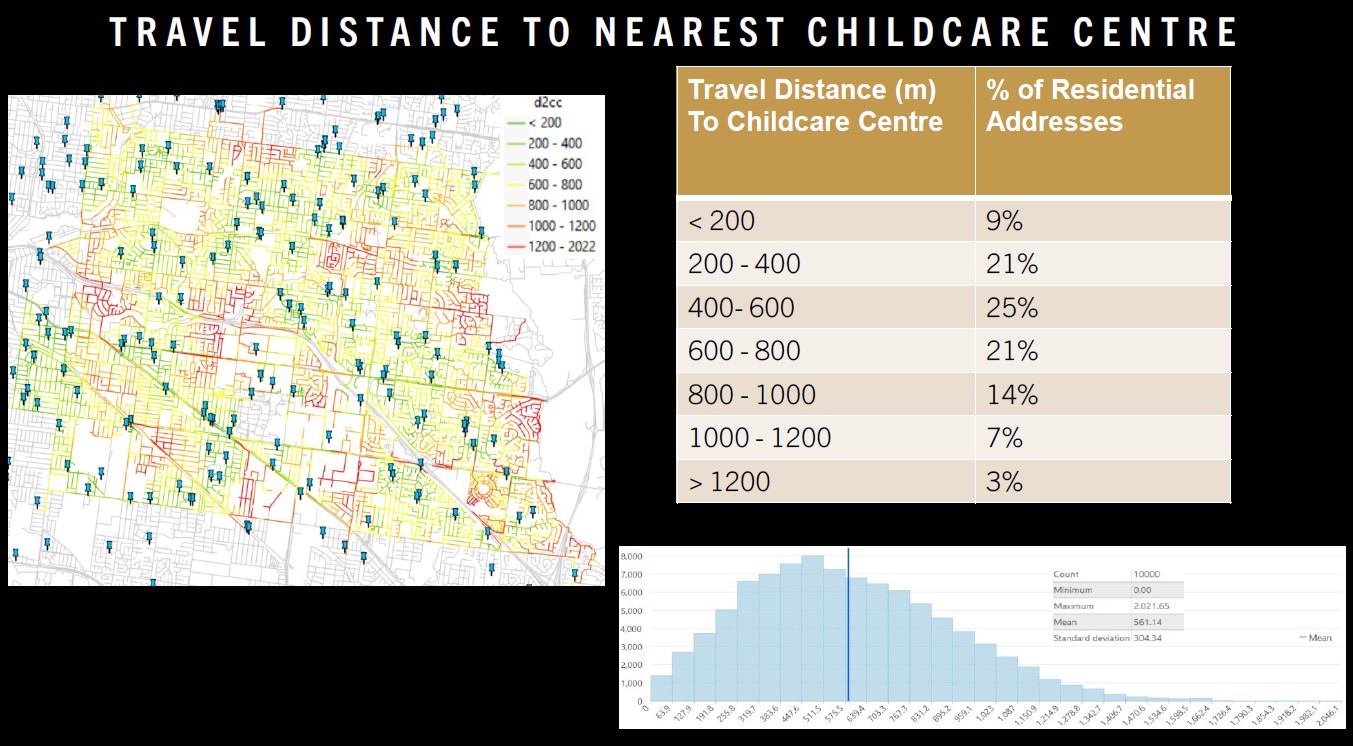 TRAVEL DISTANCE TO NEAREST CHILDCARE CENTRE
d2cc
< 200
200 - 400
400 - 600
600 - 800
800 - 1000
1000 - 1200
1200 - 2022
Travel Distance (m) To Childcare Centre % of Residential Addresses
< 200 9%
200 - 400 21%
400- 600 25%
600 - 800 21%
800 - 1000 14%
1000 - 1200 7%
> 1200 3%
8,000
7,000
6,000
5,000
4,000
3,000
2,000
1,000
0
Count 10000
Minimum 0.00
Maximum 2,021.65
Mean 561.14
Standard deviation 304.34
Mean
0 63.9 127.9 191.8 255.8 319.7 383.6 447.6 511.5 575.5 639.4 703.3 767.3 831.2 895.2 959.1 1,023 1,087 1,150.9 1,214.9 1,278.8 1,342.7 1,406.7 1,470.6 1,534.6 1,598.5 1,662.4 1,726.4 1,790.3 1,854.3 1,918.2 1,982.1 2,046.1